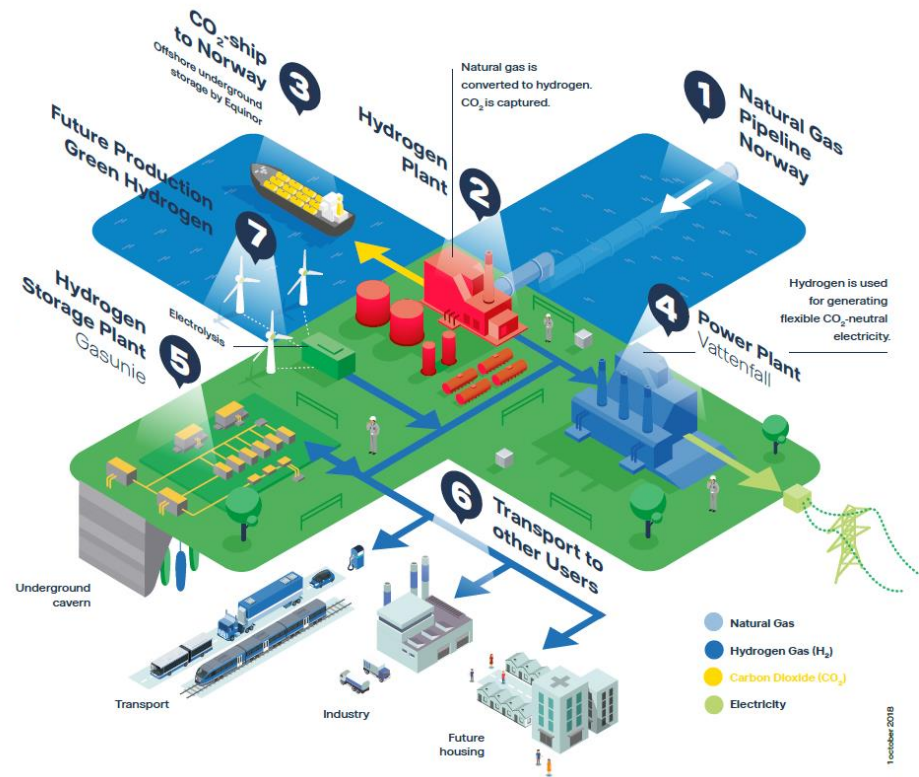 CO₂-ship
to Norway
Offshore underground
storage by Equinor
3
Natural gas is
converted to hydrogen.
CO₂ is captured.
1
Natural Gas
Pipeline
Norway
Future Production
Green Hydrogen
7
Hydrogen
Plant
2
Hydrogen
Storage Plant
Gasunie
5
Electrolysis
4
Power Plant
Vattenfall
Hydrogen is used
for generating
flexible CO₂-neutral
electricity.
6
Transport to
other Users
Underground
cavern
Transport
Industry
Future
housing
Natural Gas
Hydrogen Gas (H₂)
Carbon Dioxide (CO₂)
Electricity
1 october 2018